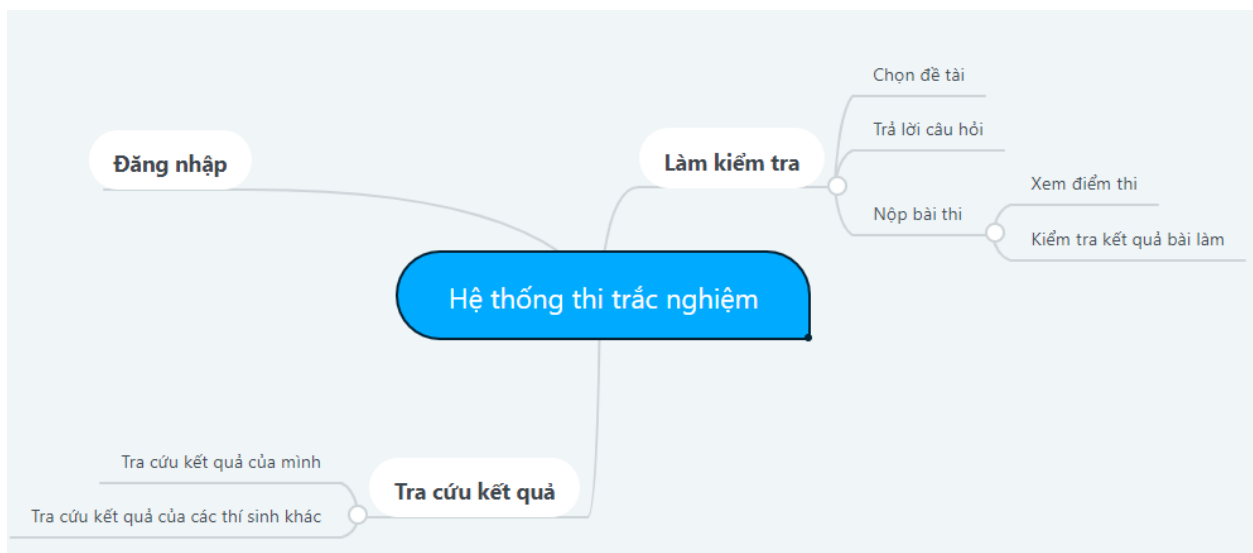 Đăng nhập
Làm kiểm tra
Chọn đề tài
Trả lời câu hỏi
Nộp bài thi
Xem điểm thi
Kiểm tra kết quả bài làm
Hệ thống thi trắc nghiệm
Tra cứu kết quả
Tra cứu kết quả của mình
Tra cứu kết quả của các thí sinh khác